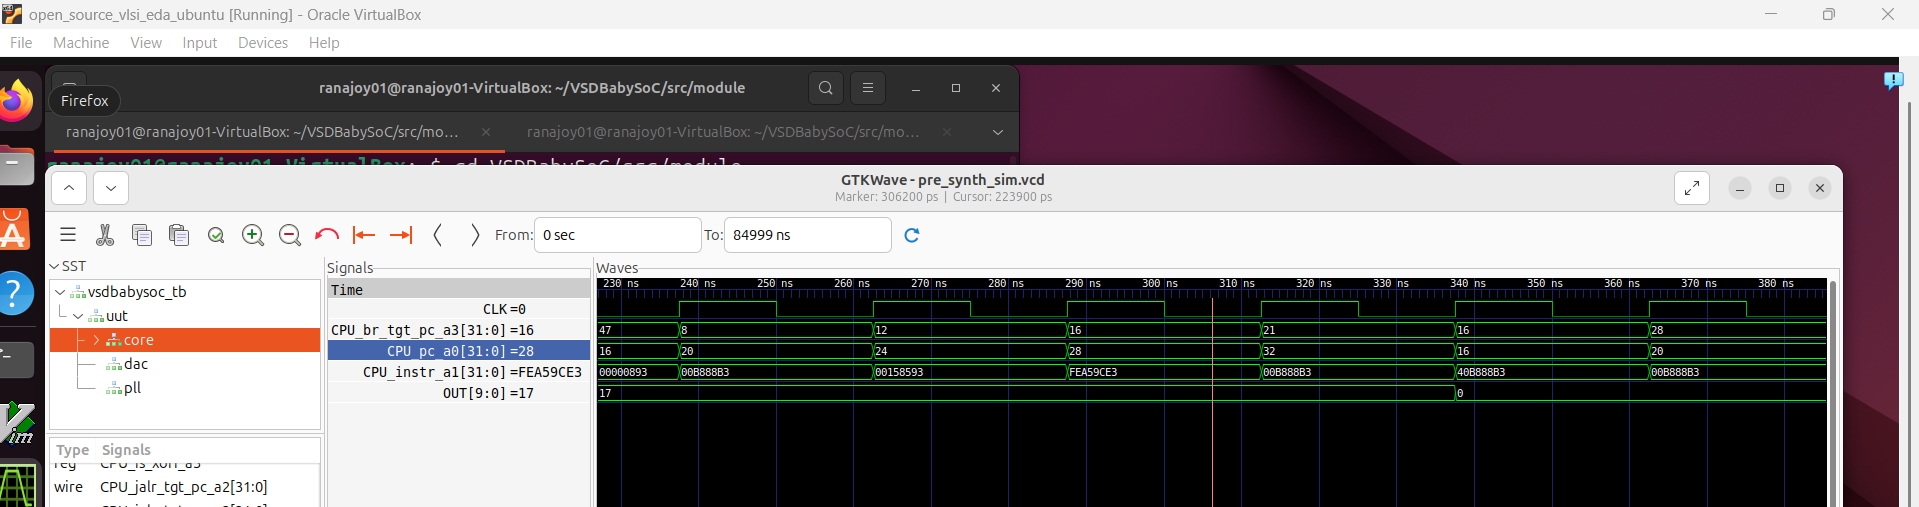 open_source_vlsi_eda_ubuntu [Running] - Oracle VirtualBox
File Machine View Input Devices Help
ranajoy01@ranajoy01-VirtualBox: ~/VSDBabySoC/src/module
Firefox
ranajoy01@ranajoy01-VirtualBox: ~/VSDBabySoC/src/mo...
ranajoy01@ranajoy01-VirtualBox: ~/VSDBabySoC/src/mo...
ranajoy01@ranajoy01-VirtualBox:~$ cd VSDBabySoC/src/module
GTKWave - pre_synth_sim.vcd
Marker: 306200 ps | Cursor: 223900 ps
From: 0 sec To: 84999 ns
SST
vsdbabysoc_tb
uut
core
dac
pll
Type Signals
reg CPU_is_xori_a3
wire CPU_jalr_tgt_pc_a2[31:0]
Signals
Time
CLK=0
CPU_br_tgt_pc_a3[31:0]=16
CPU_pc_a0[31:0]=28
CPU_instr_a1[31:0]=FEA59CE3
OUT[9:0]=17
Waves
230 ns 240 ns 250 ns 260 ns 270 ns 280 ns 290 ns 300 ns 310 ns 320 ns 330 ns 340 ns 350 ns 360 ns 370 ns 380 ns
47 8 12 16 21 16 28
16 20 24 28 32 16 20
00000893 00B888B3 00158593 FEA59CE3 00B888B3 40B888B3 00B888B3
17 0